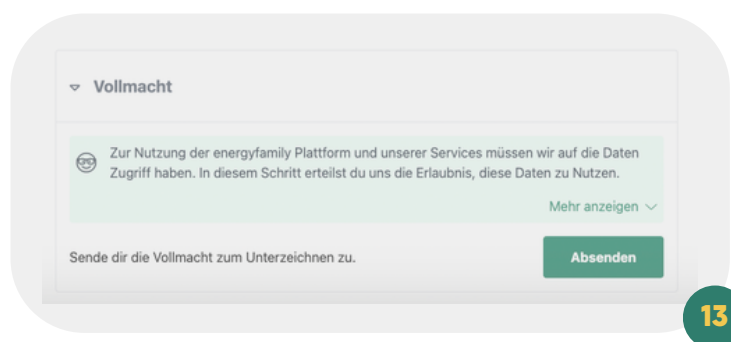 Vollmacht
Zur Nutzung der energyfamily Plattform und unserer Services müssen wir auf die Daten
Zugriff haben. In diesem Schritt erteilst du uns die Erlaubnis, diese Daten zu Nutzen.
Mehr anzeigen
Sende dir die Vollmacht zum Unterzeichnen zu.
Absenden
13